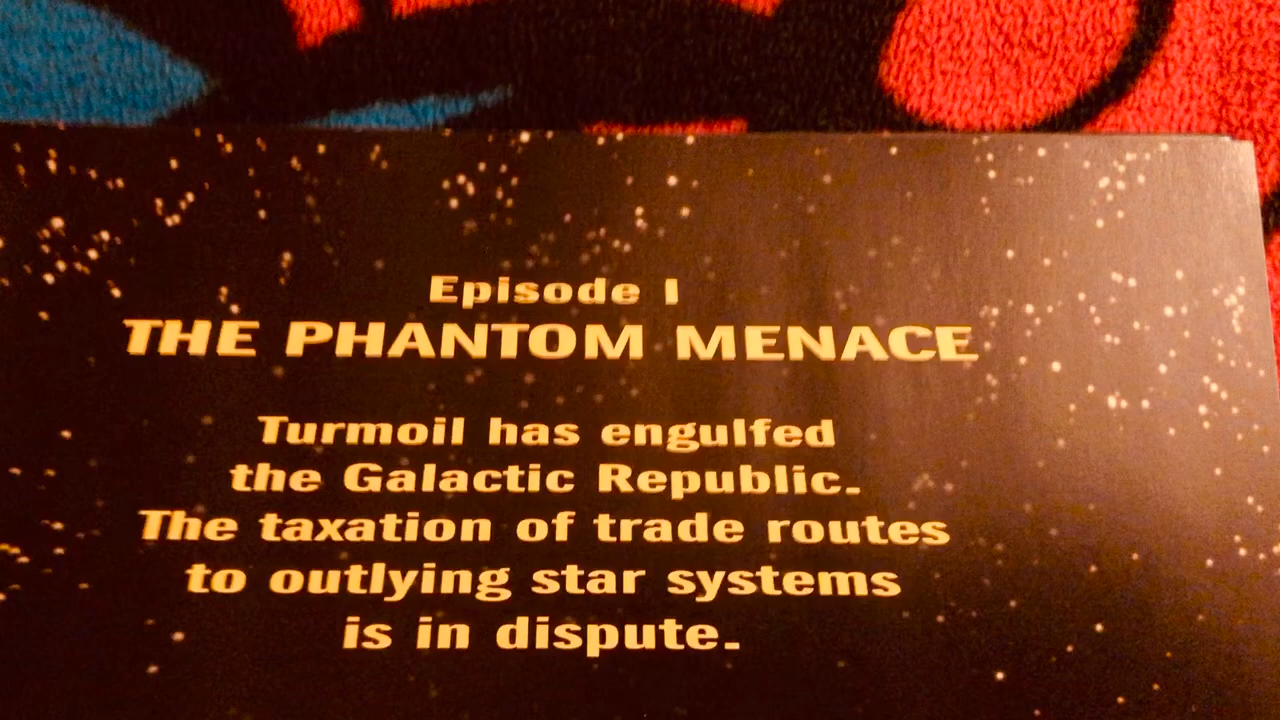 Episode I
THE PHANTOM MENACE
Turmoil has engulfed
the Galactic Republic.
The taxation of trade routes
to outlying star systems
is in dispute.